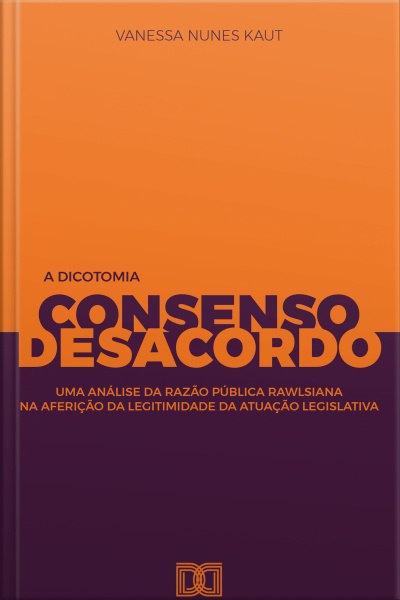 VANESSA NUNES KAUT
A DICOTOMIA
CONSENSO
DESACORDO
UMA ANÁLISE DA RAZÃO PÚBLICA RAWLSIANA
NA AFERIÇÃO DA LEGITIMIDADE DA ATUAÇÃO LEGISLATIVA